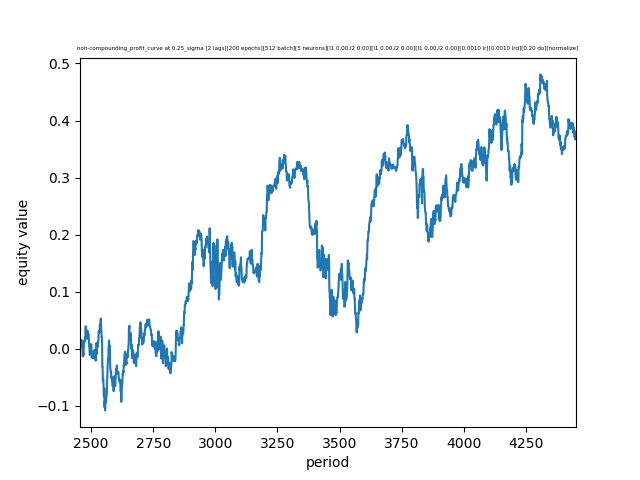 non-compounding_profit_curve at 0.25_sigma [2 lags][200 epochs][512 batch][5 neurons][l1 0.00,l2 0.00][l1 0.00,l2 0.00][l1 0.00,l2 0.00][0.0010 lr][0.0010 lrd][0.20 do][normalize]
0.5
0.4
0.3
0.2
0.1
0.0
−0.1
equity value
2500 2750 3000 3250 3500 3750 4000 4250
period